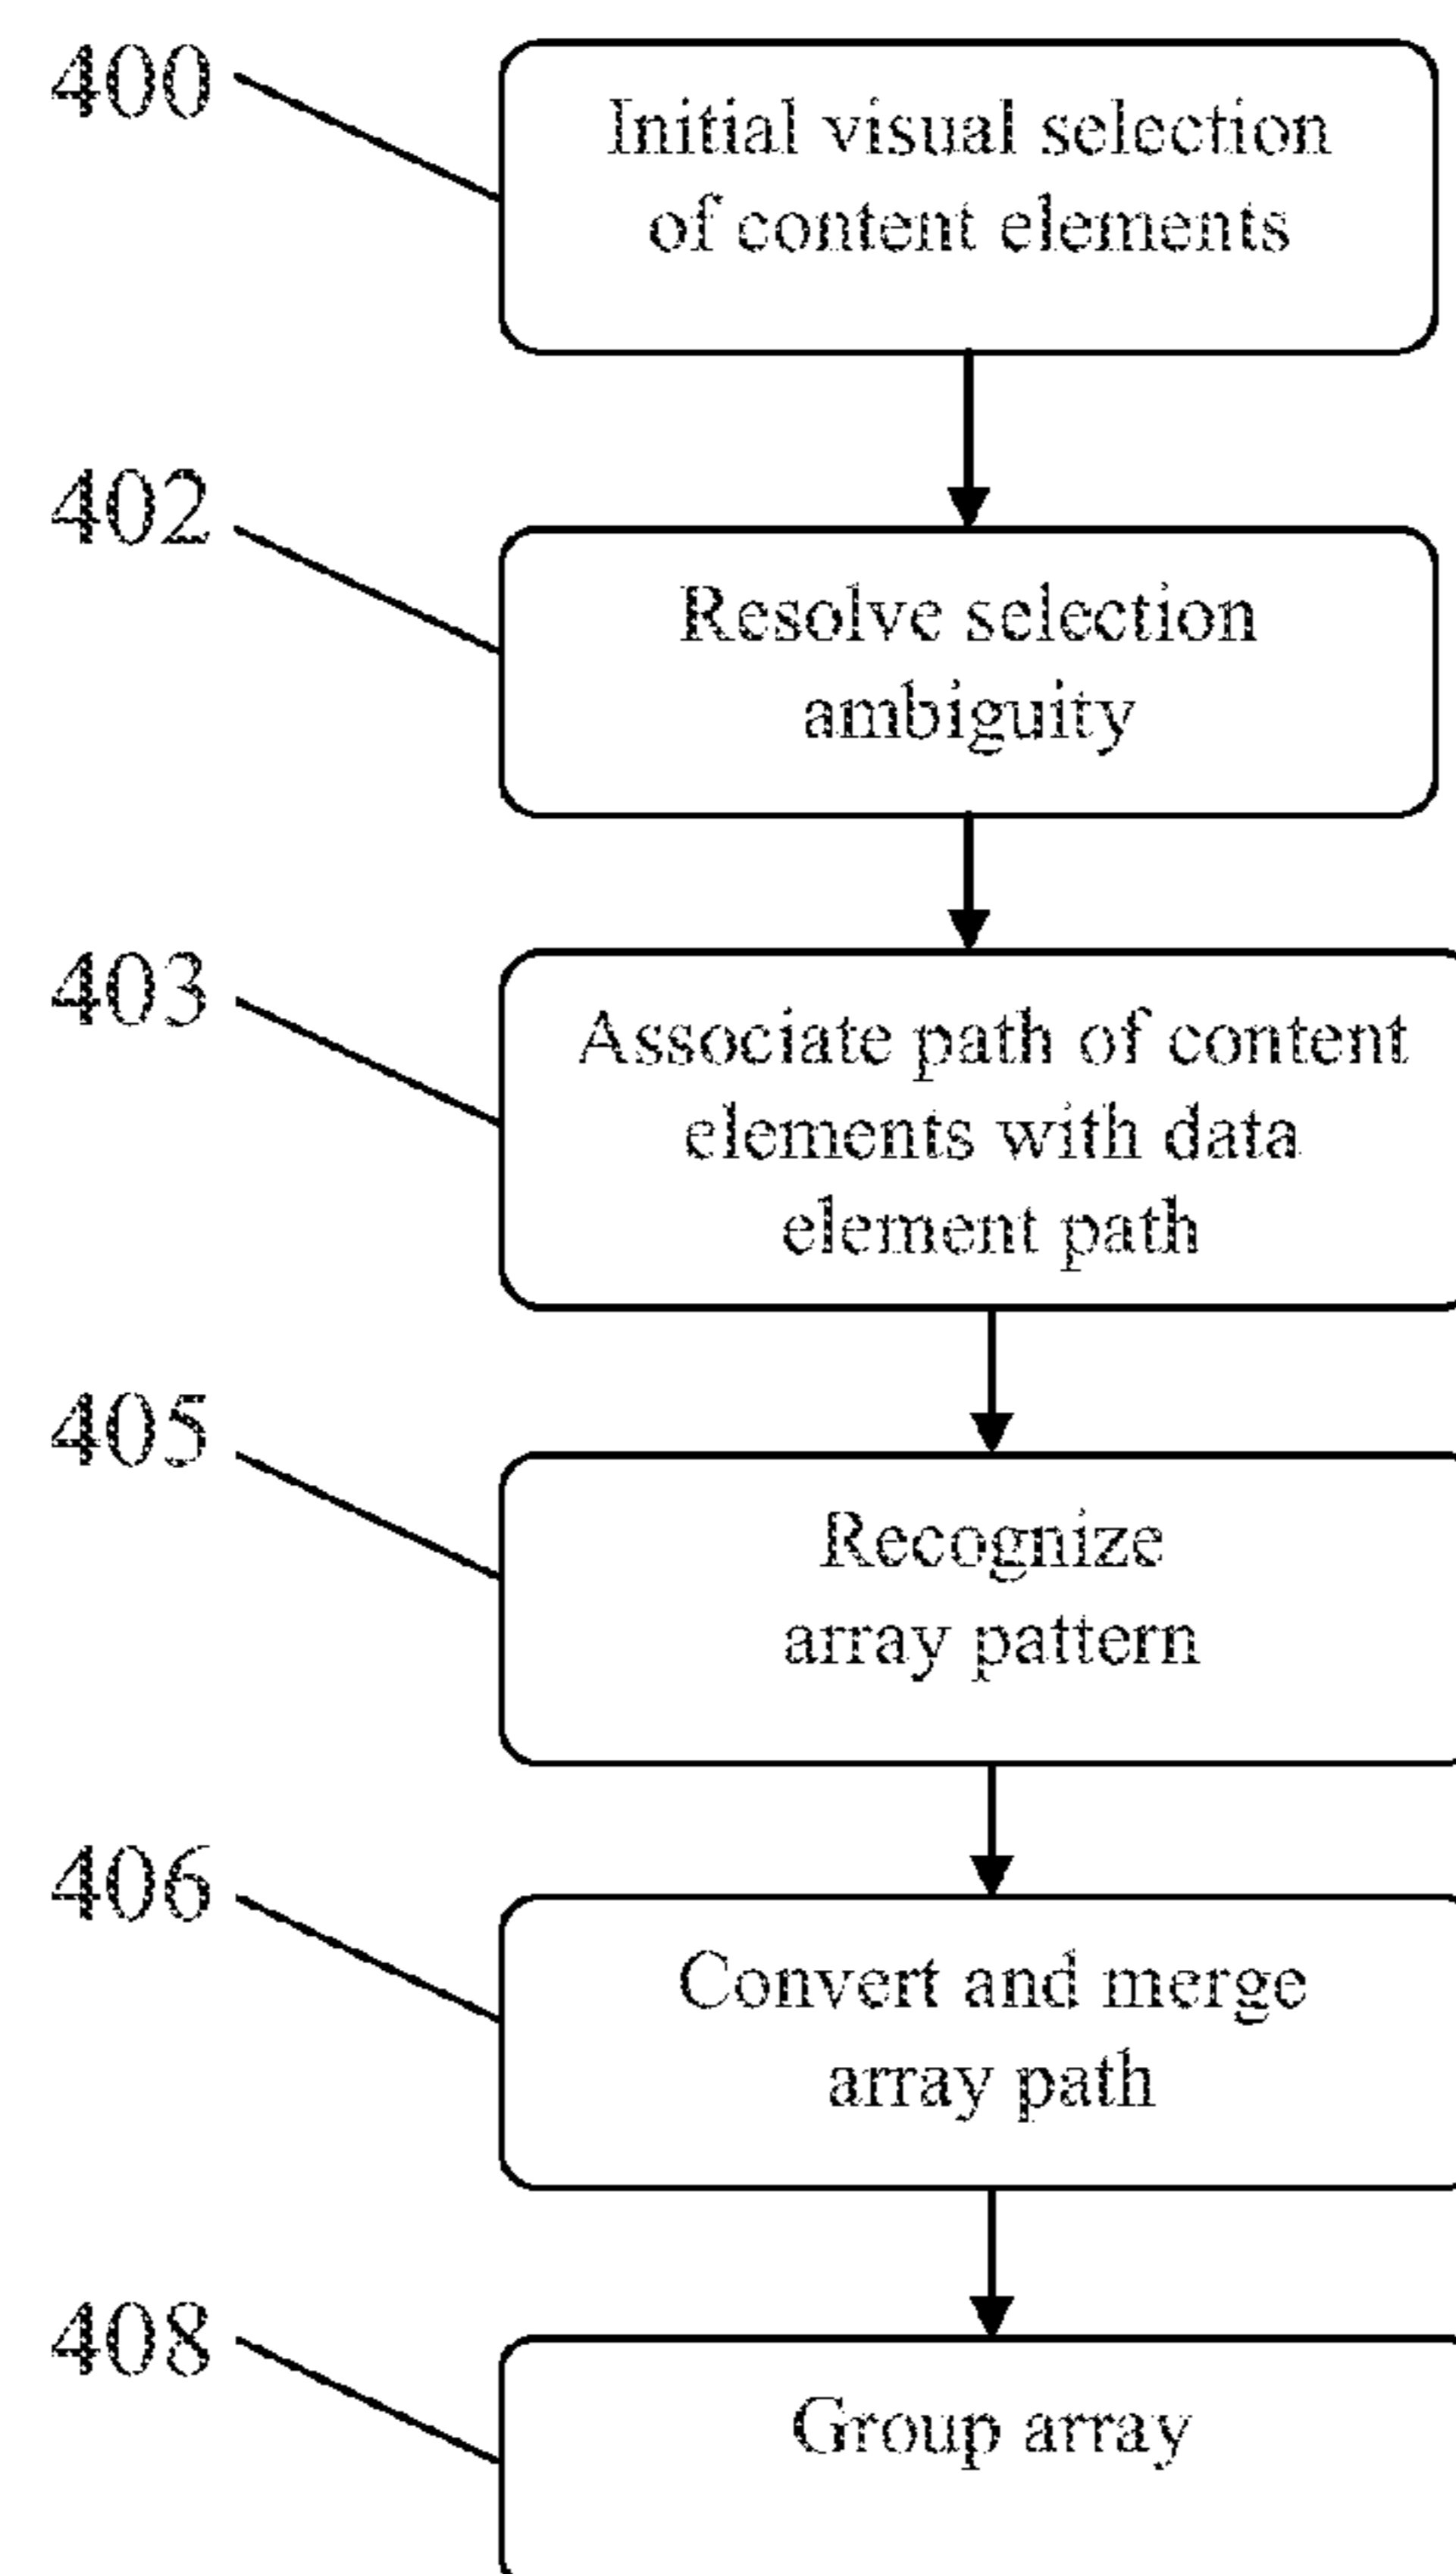 400
Initial visual selection
of content elements
402
Resolve selection
ambiguity
403
Associate path of content
elements with data
element path
405
Recognize
array pattern
406
Convert and merge
array path
408
Group array